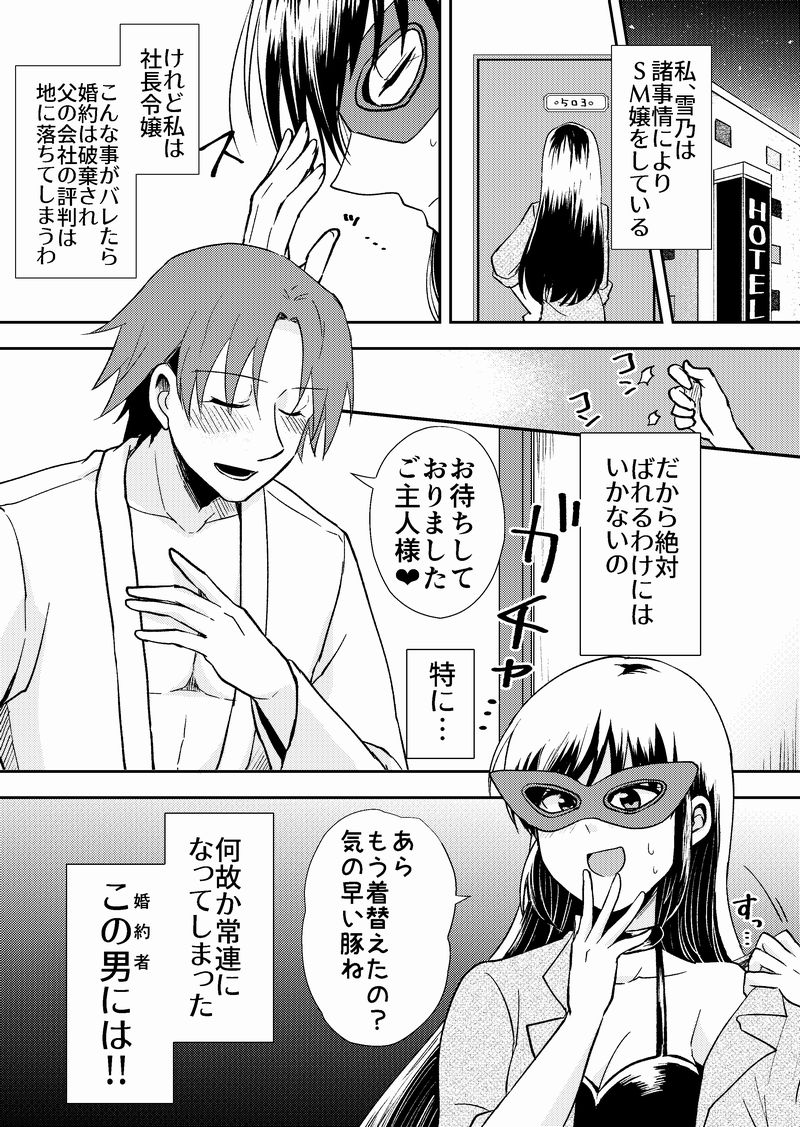 私、雪乃は
諸事情により
SM嬢をしている
503
HOTEL
けれど私は
社長令嬢
こんな事がバレたら
婚約は破棄され
父の会社の評判は
地に落ちてしまうわ
コン
コン
だから絶対
ばれるわけには
いかないの
ガチャ
お待ちして
おりました
ご主人様♥
特に…
あら
もう着替えたの？
気の早い豚ね
すっ…
何故か常連に
なってしまった
婚約者
この男には!!